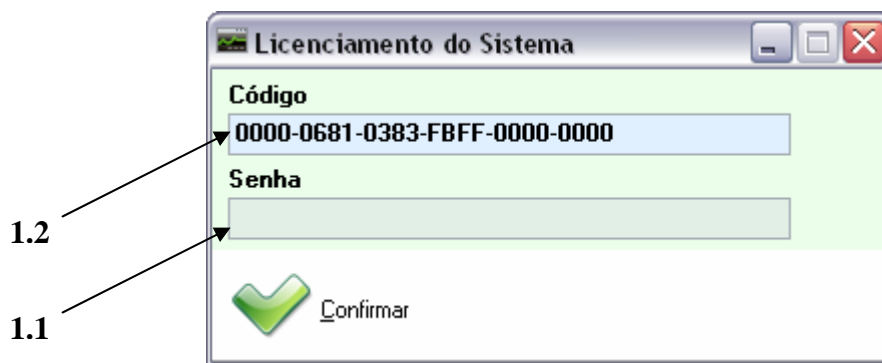 Licenciamento do Sistema
Código
0000-0681-0383-FBFF-0000-0000
Senha
1.2
1.1
Confirmar